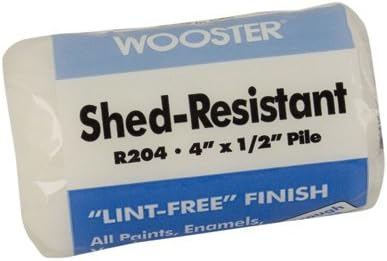 WOOSTER®
Shed-Resistant
R204 • 4" x 1/2" Pile
"LINT-FREE" FINISH
All Paints, Enamels,